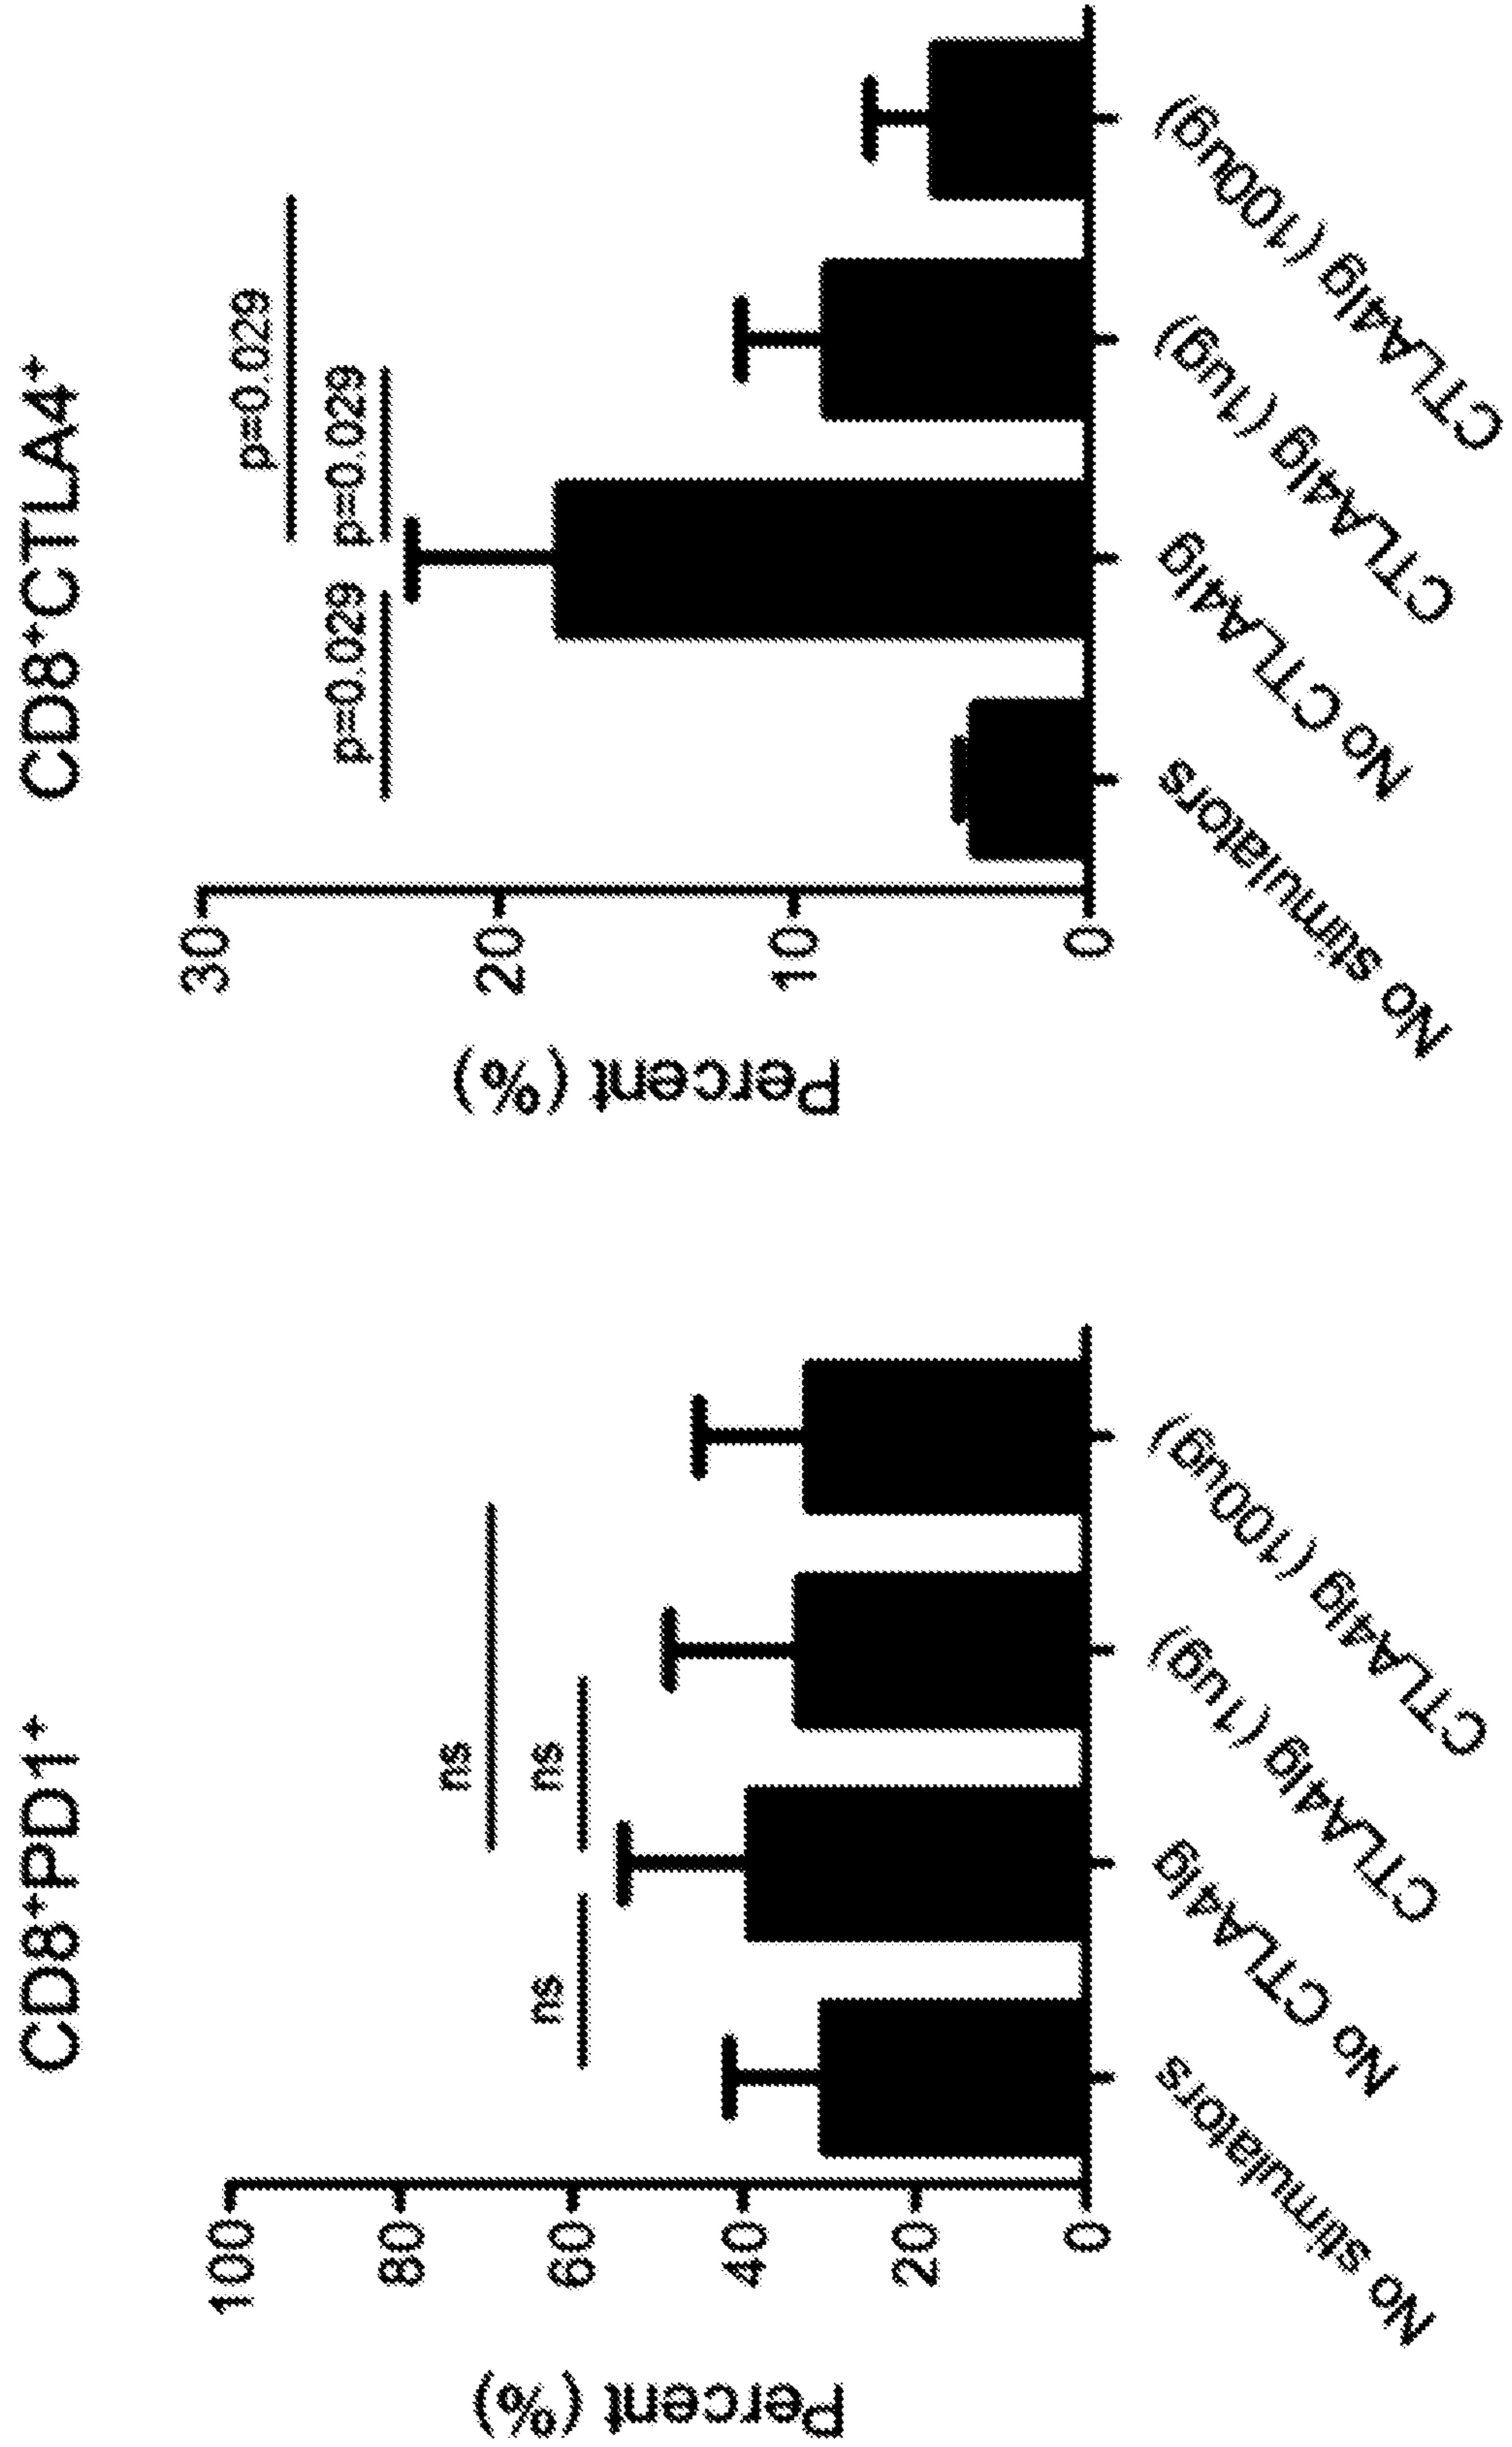 CD8⁺PD1⁺
ns
ns
ns
Percent (%)
100
80
60
40
20
0
No stimulators
No CTLA4Ig
CTLA4Ig (1ug)
CTLA4Ig (100ug)
CD8⁺CTLA4⁺
p=0.029
p=0.029
p=0.029
Percent (%)
30
20
10
0
No stimulators
No CTLA4Ig
CTLA4Ig (1ug)
CTLA4Ig (100ug)